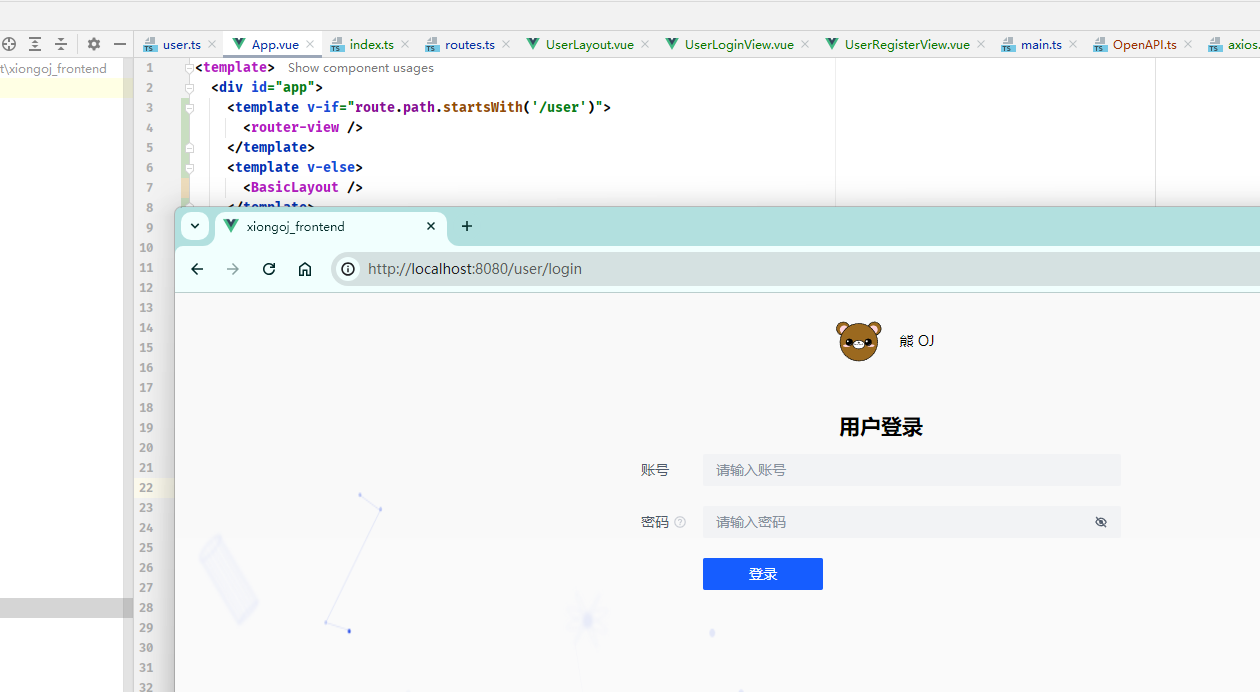 user.ts App.vue index.ts routes.ts UserLayout.vue UserLoginView.vue UserRegisterView.vue main.ts OpenAPI.ts axios.
t\xiongoj_frontend
1 <template> Show component usages
2 <div id="app">
3 <template v-if="route.path.startsWith('/user')">
4 <router-view />
5 </template>
6 <template v-else>
7 <BasicLayout />
8 </template>
9
10
11
12
13
14
15
16
17
18
19
20
21
22
23
24
25
26
27
28
29
30
31
32
xiongoj_frontend
http://localhost:8080/user/login
熊 OJ
用户登录
账号 请输入账号
密码 请输入密码
登录